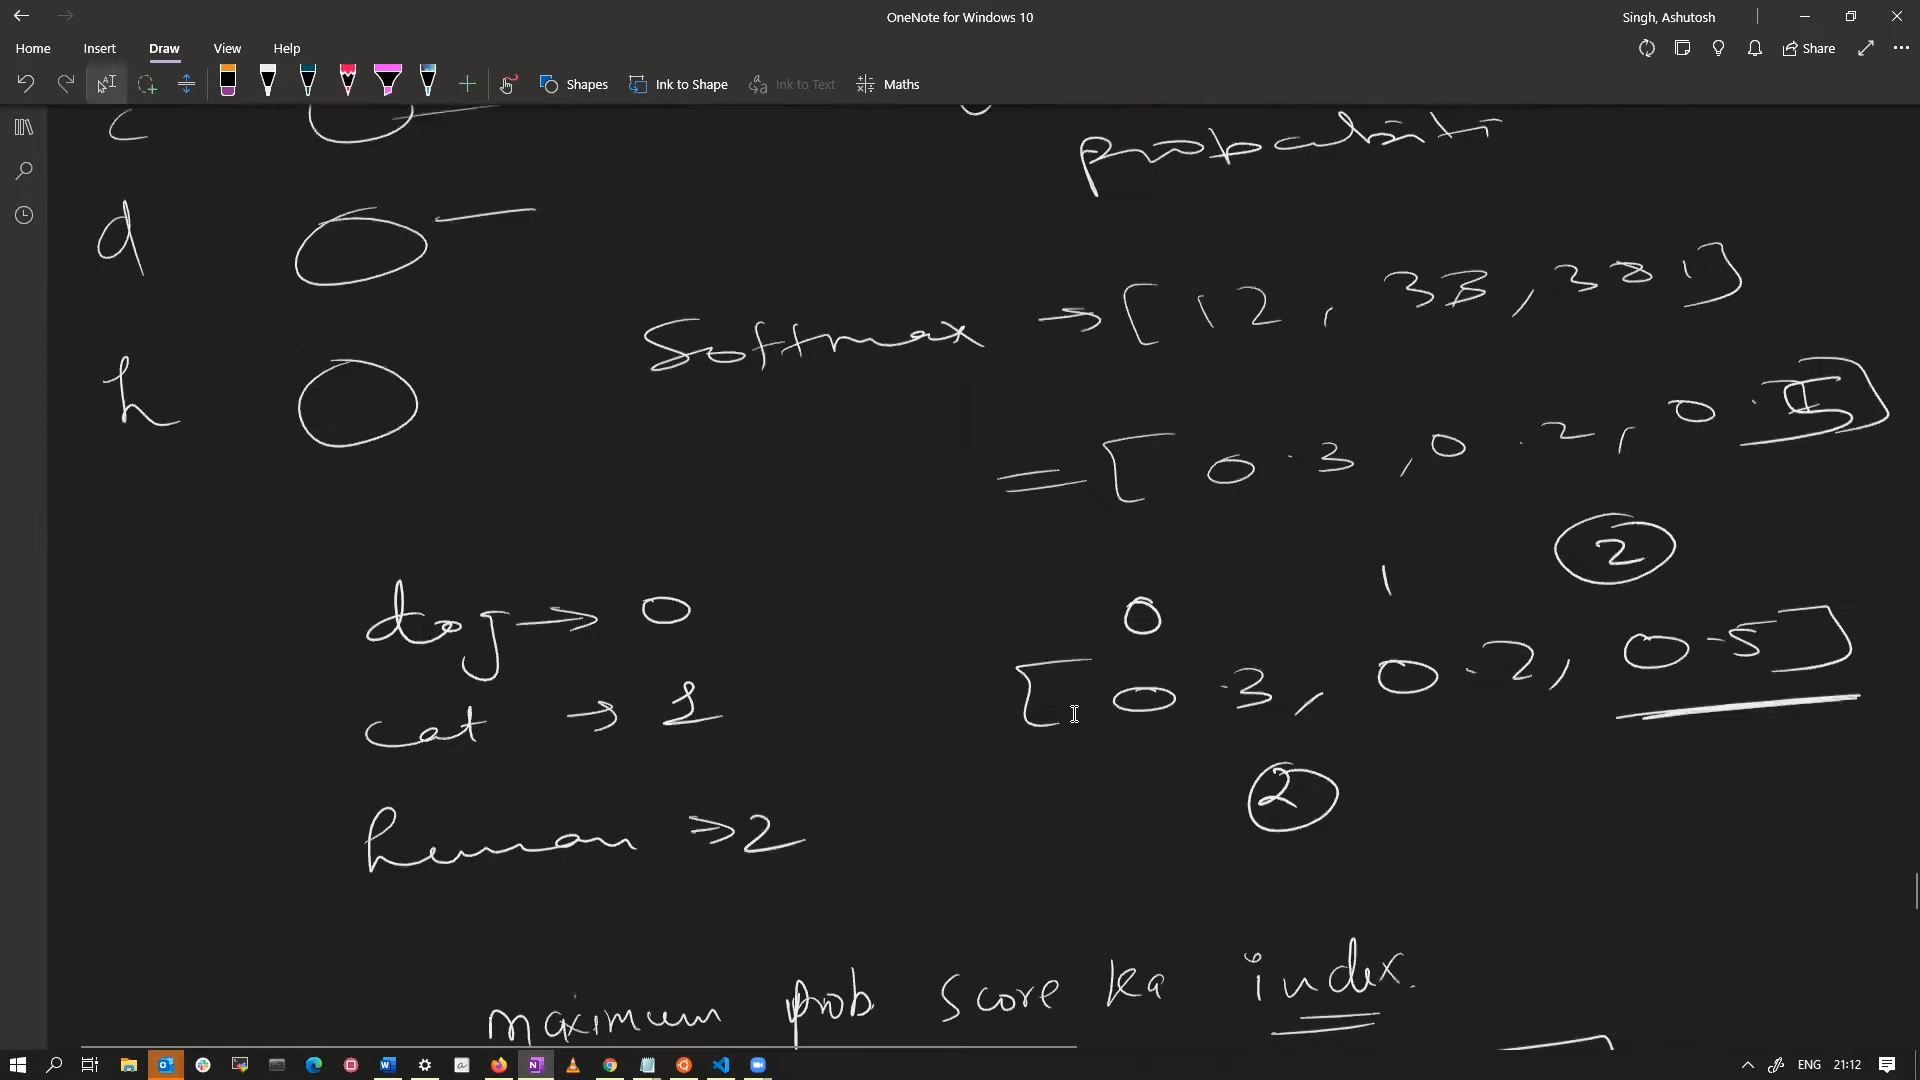 OneNote for Windows 10
Singh, Ashutosh
Home Insert Draw View Help
Share
Shapes Ink to Shape Ink to Text Maths
c
d
h
Softmax → [12, 33, 381]
= [0.3, 0.2, 0.5]
dog → 0
cat → 1
human → 2
0 1 2
[0.3, 0.2, 0.5]
2
maximum prob score ka index.
ENG 21:12